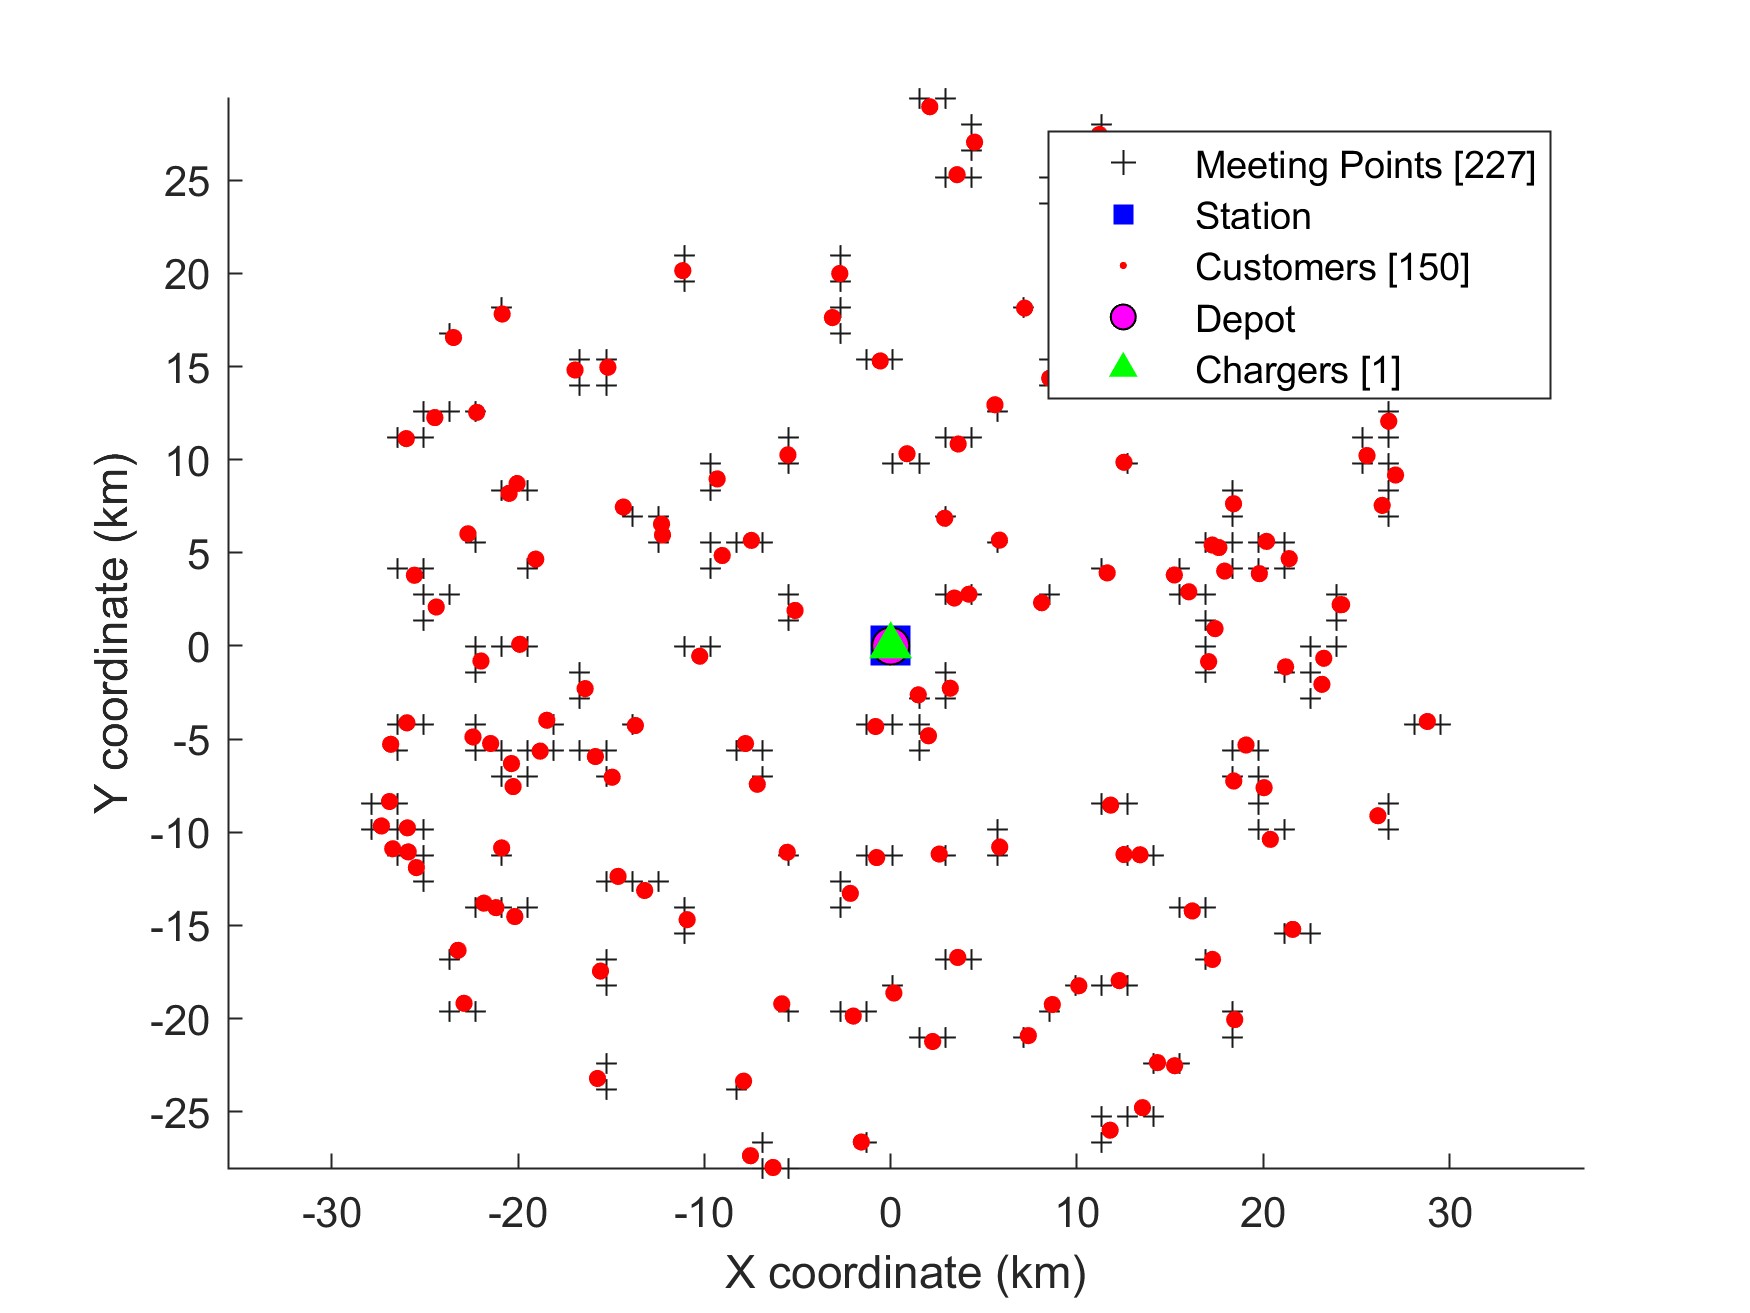 Meeting Points [227]
Station
Customers [150]
Depot
Chargers [1]
25
20
15
10
5
0
-5
-10
-15
-20
-25
Y coordinate (km)
-30 -20 -10 0 10 20 30
X coordinate (km)